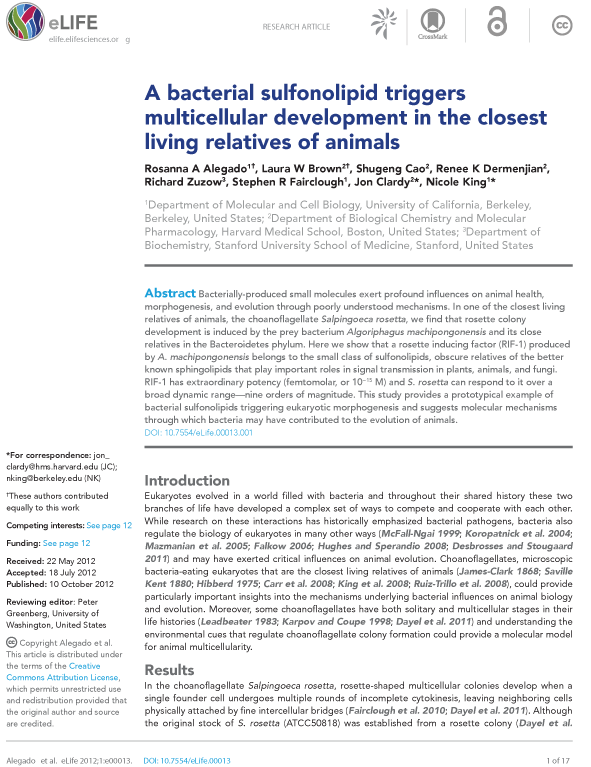 eLIFE
elife.elifesciences.org
RESEARCH ARTICLE
CrossMark
cc
A bacterial sulfonolipid triggers
multicellular development in the closest
living relatives of animals
Rosanna A Alegado¹†, Laura W Brown²†, Shugeng Cao², Renee K Dermenjian²,
Richard Zuzow³, Stephen R Fairclough¹, Jon Clardy²*, Nicole King¹*
¹Department of Molecular and Cell Biology, University of California, Berkeley,
Berkeley, United States; ²Department of Biological Chemistry and Molecular
Pharmacology, Harvard Medical School, Boston, United States; ³Department of
Biochemistry, Stanford University School of Medicine, Stanford, United States
Abstract Bacterially-produced small molecules exert profound influences on animal health,
morphogenesis, and evolution through poorly understood mechanisms. In one of the closest living
relatives of animals, the choanoflagellate Salpingoeca rosetta, we find that rosette colony
development is induced by the prey bacterium Algoriphagus machipongonensis and its close
relatives in the Bacteroidetes phylum. Here we show that a rosette inducing factor (RIF-1) produced
by A. machipongonensis belongs to the small class of sulfonolipids, obscure relatives of the better
known sphingolipids that play important roles in signal transmission in plants, animals, and fungi.
RIF-1 has extraordinary potency (femtomolar, or 10⁻¹⁵ M) and S. rosetta can respond to it over a
broad dynamic range—nine orders of magnitude. This study provides a prototypical example of
bacterial sulfonolipids triggering eukaryotic morphogenesis and suggests molecular mechanisms
through which bacteria may have contributed to the evolution of animals.
DOI: 10.7554/eLife.00013.001
*For correspondence: jon_
clardy@hms.harvard.edu (JC);
nking@berkeley.edu (NK)
†These authors contributed
equally to this work
Competing interests: See page 12
Funding: See page 12
Received: 22 May 2012
Accepted: 18 July 2012
Published: 10 October 2012
Reviewing editor: Peter
Greenberg, University of
Washington, United States
cc Copyright Alegado et al.
This article is distributed under
the terms of the Creative
Commons Attribution License,
which permits unrestricted use
and redistribution provided that
the original author and source
are credited.
Introduction
Eukaryotes evolved in a world filled with bacteria and throughout their shared history these two
branches of life have developed a complex set of ways to compete and cooperate with each other.
While research on these interactions has historically emphasized bacterial pathogens, bacteria also
regulate the biology of eukaryotes in many other ways (McFall-Ngai 1999; Koropatnick et al. 2004;
Mazmanian et al. 2005; Falkow 2006; Hughes and Sperandio 2008; Desbrosses and Stougaard
2011) and may have exerted critical influences on animal evolution. Choanoflagellates, microscopic
bacteria-eating eukaryotes that are the closest living relatives of animals (James-Clark 1868; Saville
Kent 1880; Hibberd 1975; Carr et al. 2008; King et al. 2008; Ruiz-Trillo et al. 2008), could provide
particularly important insights into the mechanisms underlying bacterial influences on animal biology
and evolution. Moreover, some choanoflagellates have both solitary and multicellular stages in their
life histories (Leadbeater 1983; Karpov and Coupe 1998; Dayel et al. 2011) and understanding the
environmental cues that regulate choanoflagellate colony formation could provide a molecular model
for animal multicellularity.
Results
In the choanoflagellate Salpingoeca rosetta, rosette-shaped multicellular colonies develop when a
single founder cell undergoes multiple rounds of incomplete cytokinesis, leaving neighboring cells
physically attached by fine intercellular bridges (Fairclough et al. 2010; Dayel et al. 2011). Although
the original stock of S. rosetta (ATCC50818) was established from a rosette colony (Dayel et al.
Alegado et al. eLife 2012;1:e00013. DOI: 10.7554/eLife.00013
1 of 17